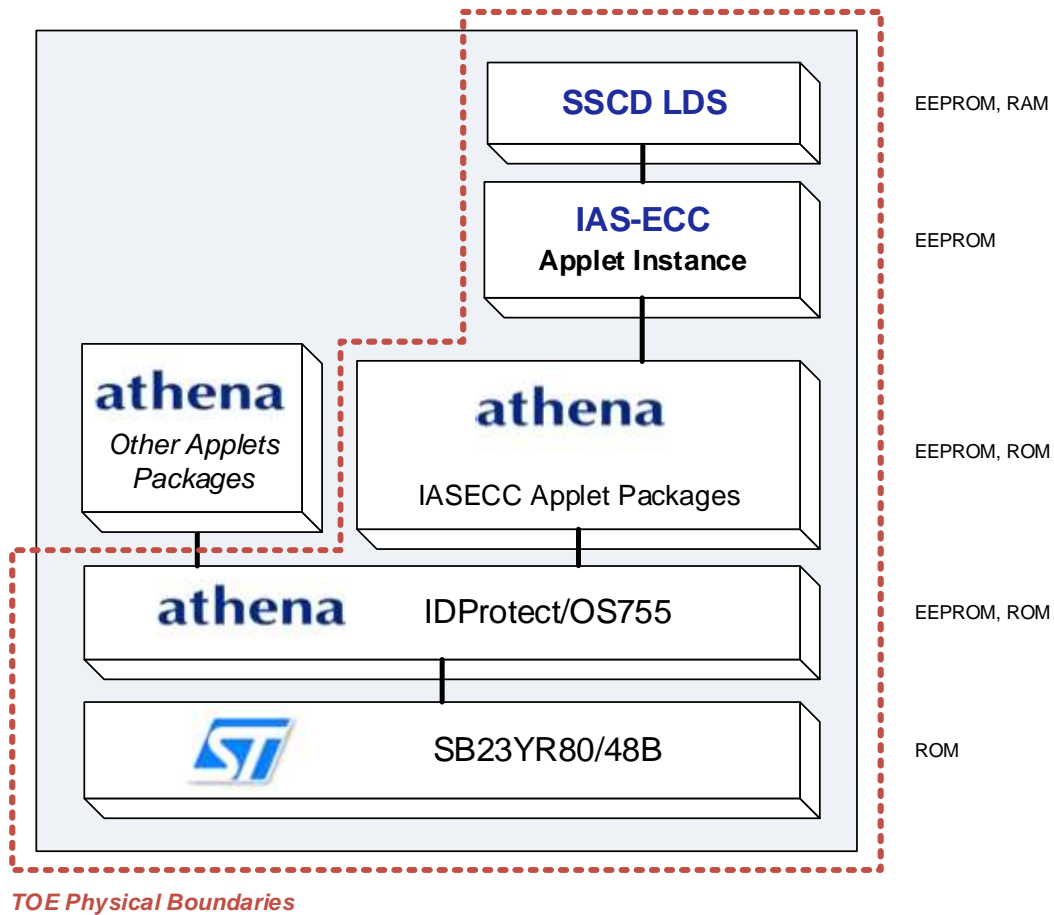 SSCD LDS
EEPROM, RAM
IAS-ECC
Applet Instance
EEPROM
athena
Other Applets
Packages
athena
IASECC Applet Packages
EEPROM, ROM
athena IDProtect/OS755
EEPROM, ROM
ST SB23YR80/48B
ROM
TOE Physical Boundaries